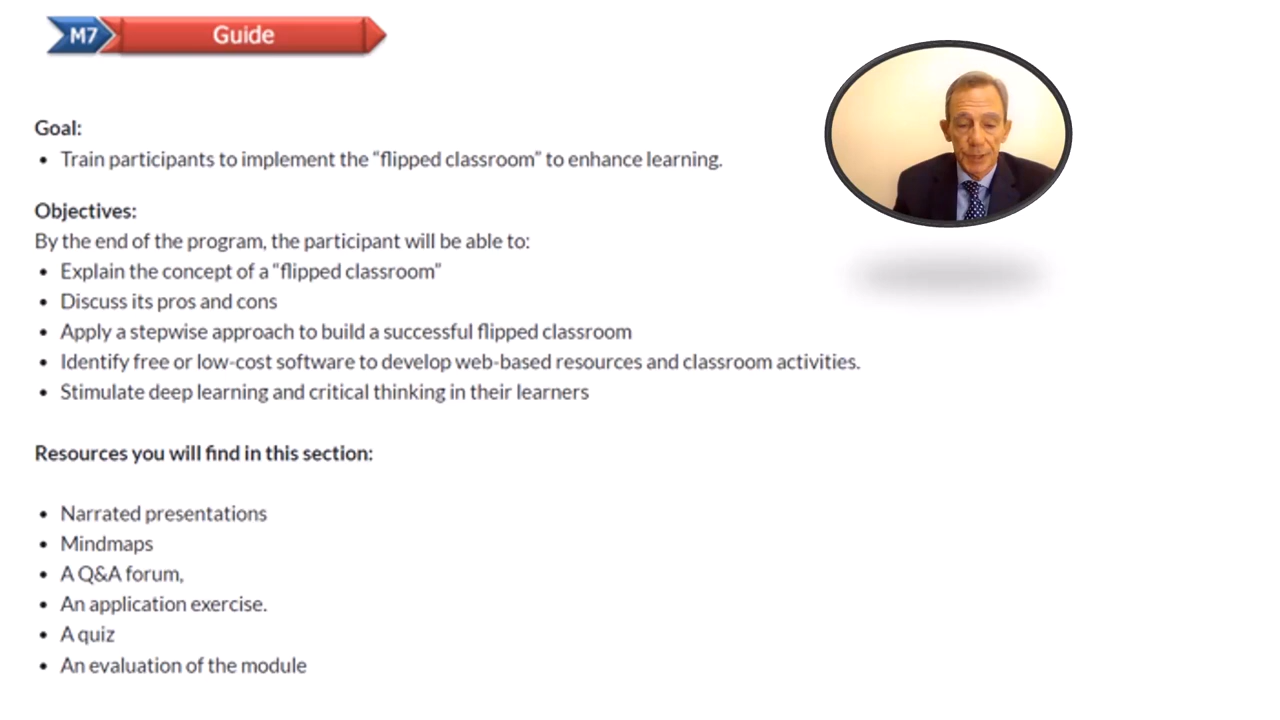 M7 Guide
Goal:
• Train participants to implement the “flipped classroom” to enhance learning.
Objectives:
By the end of the program, the participant will be able to:
• Explain the concept of a “flipped classroom”
• Discuss its pros and cons
• Apply a stepwise approach to build a successful flipped classroom
• Identify free or low-cost software to develop web-based resources and classroom activities.
• Stimulate deep learning and critical thinking in their learners
Resources you will find in this section:
• Narrated presentations
• Mindmaps
• A Q&A forum,
• An application exercise.
• A quiz
• An evaluation of the module